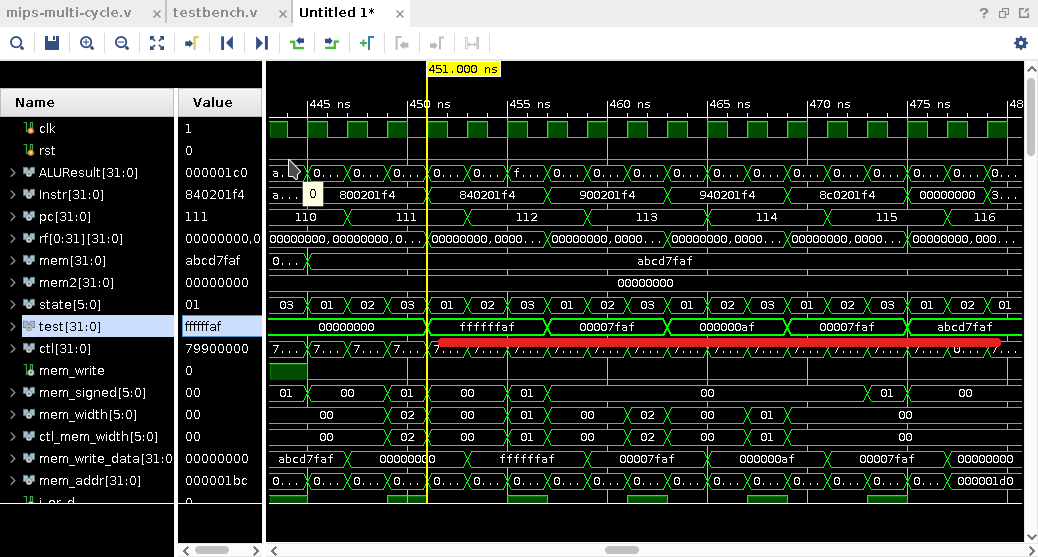 mips-multi-cycle.v × testbench.v × Untitled 1* ×
451.000 ns
Name Value 445 ns 450 ns 455 ns 460 ns 465 ns 470 ns 475 ns 48
clk 1
rst 0
ALUResult[31:0] 000001c0 a... 0... 0... 0... 0... 0... f... 0... 0... 0... 0... 0... 0... 0... 0... 0... 0... 0... 0...
0
Instr[31:0] 840201f4 a... 800201f4 840201f4 900201f4 940201f4 8c0201f4 00000000 3...
pc[31:0] 111 110 111 112 113 114 115 116
rf[0:31][31:0] 00000000,0 00000000,00000000,0... 00000000,0000... 00000000,0000... 00000000,0000... 00000000,0000... 00000000,000...
mem[31:0] abcd7faf 0... abcd7faf
mem2[31:0] 00000000 00000000
state[5:0] 01 03 01 02 03 01 02 03 01 02 03 01 02 03 01 02 03 01 02 01
test[31:0] ffffffaf 00000000 ffffffaf 00007faf 000000af 00007faf abcd7faf
ctl[31:0] 79900000 7... 7... 7... 7... 7... 7... 7... 7... 7... 7... 7... 7... 7... 7... 7... 7... 7... 0... 7...
mem_write 0
mem_signed[5:0] 00 01 00 01 00 01 00 01 00
mem_width[5:0] 00 00 02 00 01 00 02 00 01 00
ctl_mem_width[5:0] 00 00 02 00 01 00 02 00 01 00
mem_write_data[31:0 00000000 abcd7faf 00000000 ffffffaf 00007faf 000000af 00007faf 00000000
mem_addr[31:0] 000001bc 0... 0... 0... 0... 0... 0... 0... 0... 0... 0... 0... 0... 0... 0... 0... 0... 0... 000001d0